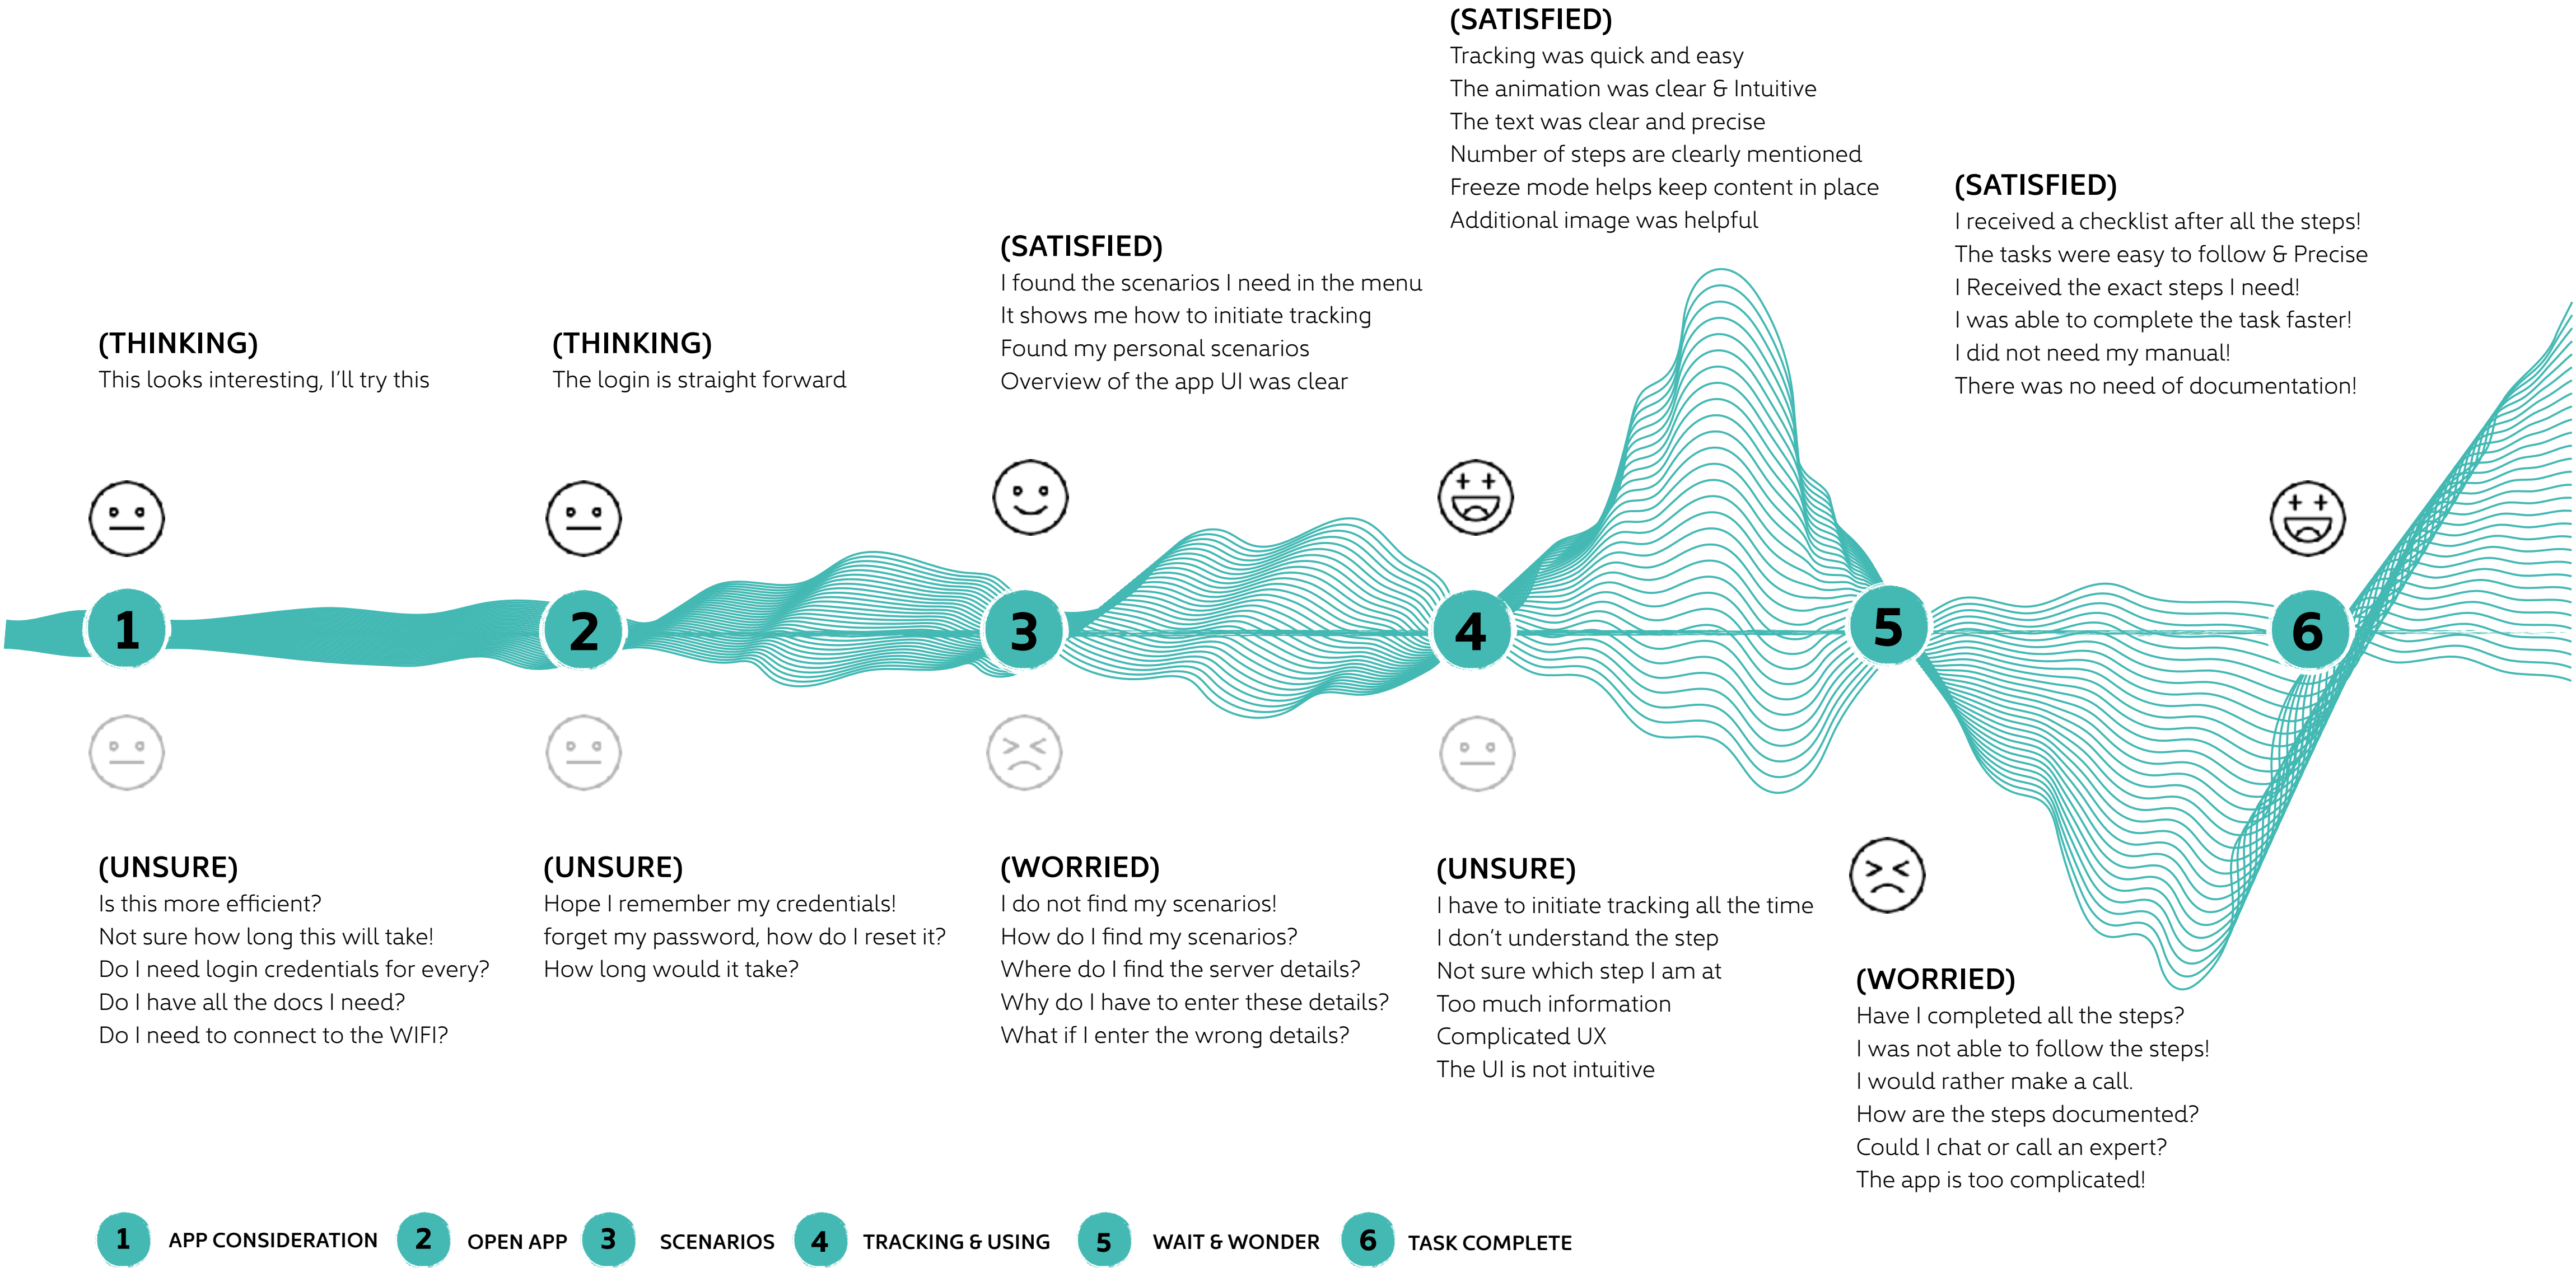 (THINKING)
This looks interesting, I'll try this
1
(UNSURE)
Is this more efficient?
Not sure how long this will take!
Do I need login credentials for every?
Do I have all the docs I need?
Do I need to connect to the WIFI?
(THINKING)
The login is straight forward
2
(UNSURE)
Hope I remember my credentials!
forget my password, how do I reset it?
How long would it take?
(SATISFIED)
I found the scenarios I need in the menu
It shows me how to initiate tracking
Found my personal scenarios
Overview of the app UI was clear
3
(WORRIED)
I do not find my scenarios!
How do I find my scenarios?
Where do I find the server details?
Why do I have to enter these details?
What if I enter the wrong details?
(SATISFIED)
Tracking was quick and easy
The animation was clear & Intuitive
The text was clear and precise
Number of steps are clearly mentioned
Freeze mode helps keep content in place
Additional image was helpful
4
(UNSURE)
I have to initiate tracking all the time
I don't understand the step
Not sure which step I am at
Too much information
Complicated UX
The UI is not intuitive
5
(WORRIED)
Have I completed all the steps?
I was not able to follow the steps!
I would rather make a call.
How are the steps documented?
Could I chat or call an expert?
The app is too complicated!
(SATISFIED)
I received a checklist after all the steps!
The tasks were easy to follow & Precise
I Received the exact steps I need!
I was able to complete the task faster!
I did not need my manual!
There was no need of documentation!
6
1 APP CONSIDERATION
2 OPEN APP
3 SCENARIOS
4 TRACKING & USING
5 WAIT & WONDER
6 TASK COMPLETE